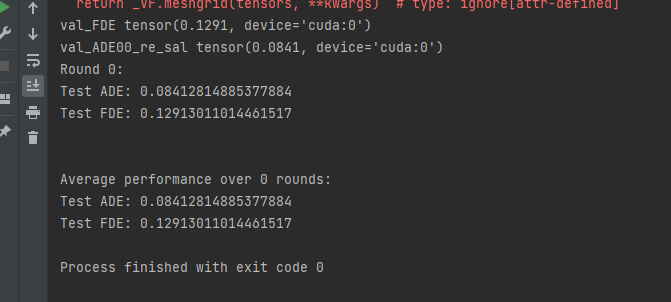 return _VF.meshgrid(tensors, **kwargs)  # type: ignore[attr-defined]
val_FDE tensor(0.1291, device='cuda:0')
val_ADE00_re_sal tensor(0.0841, device='cuda:0')
Round 0:
Test ADE: 0.08412814885377884
Test FDE: 0.12913011014461517
Average performance over 0 rounds:
Test ADE: 0.08412814885377884
Test FDE: 0.12913011014461517
Process finished with exit code 0